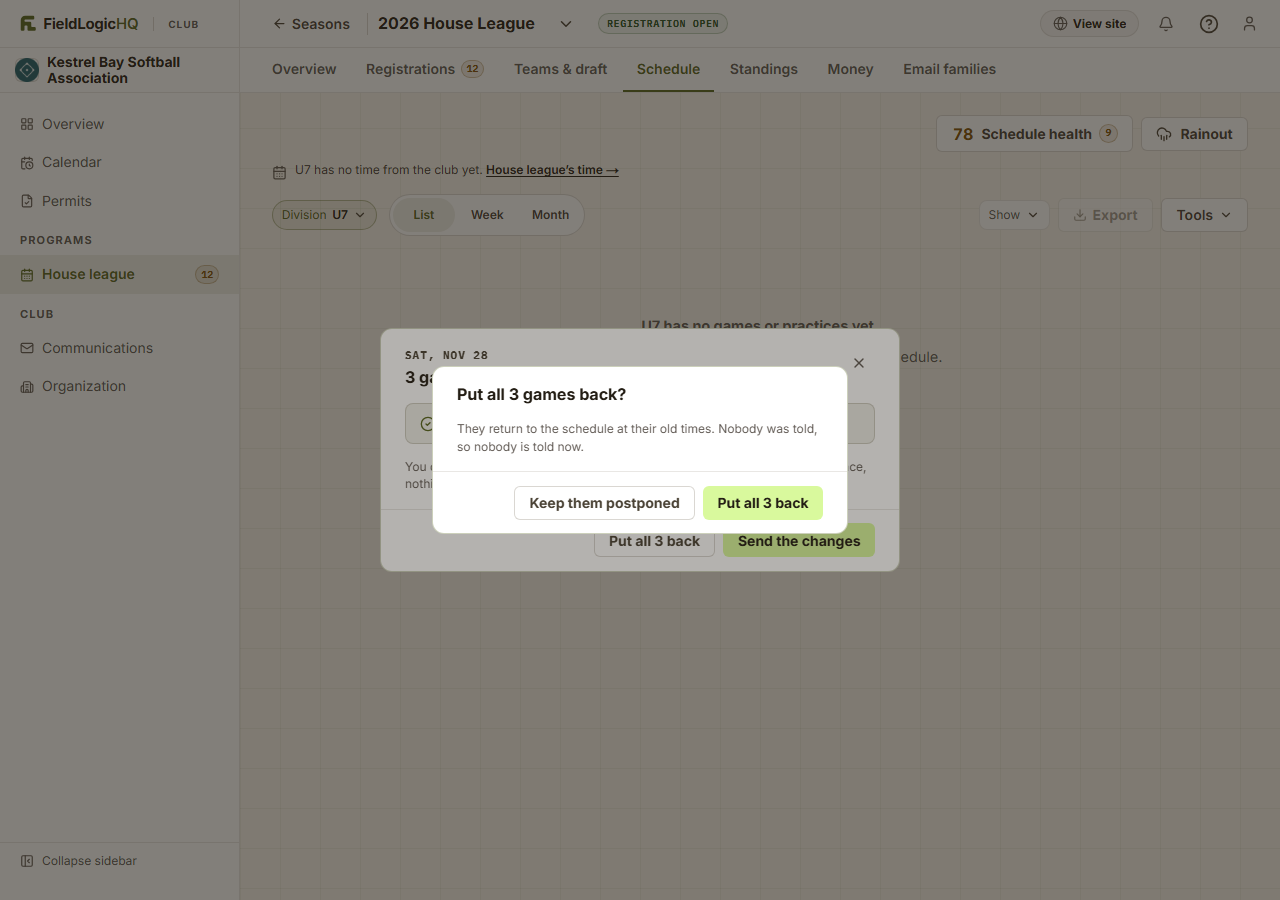 FieldLogicHQ CLUB
← Seasons
2026 House League
REGISTRATION OPEN
View site
Kestrel Bay Softball
Association
Overview
Registrations 12
Teams & draft
Schedule
Standings
Money
Email families
Overview
Calendar
Permits
PROGRAMS
House league 12
CLUB
Communications
Organization
Collapse sidebar
78 Schedule health 9
Rainout
U7 has no time from the club yet. House league's time →
Division U7
List
Week
Month
Show
Export
Tools
U7 has no games or practices yet
edule.
SAT, NOV 28
3 ga
You
nothi
Put all 3 games back?
They return to the schedule at their old times. Nobody was told,
so nobody is told now.
Keep them postponed
Put all 3 back
Put all 3 back
Send the changes